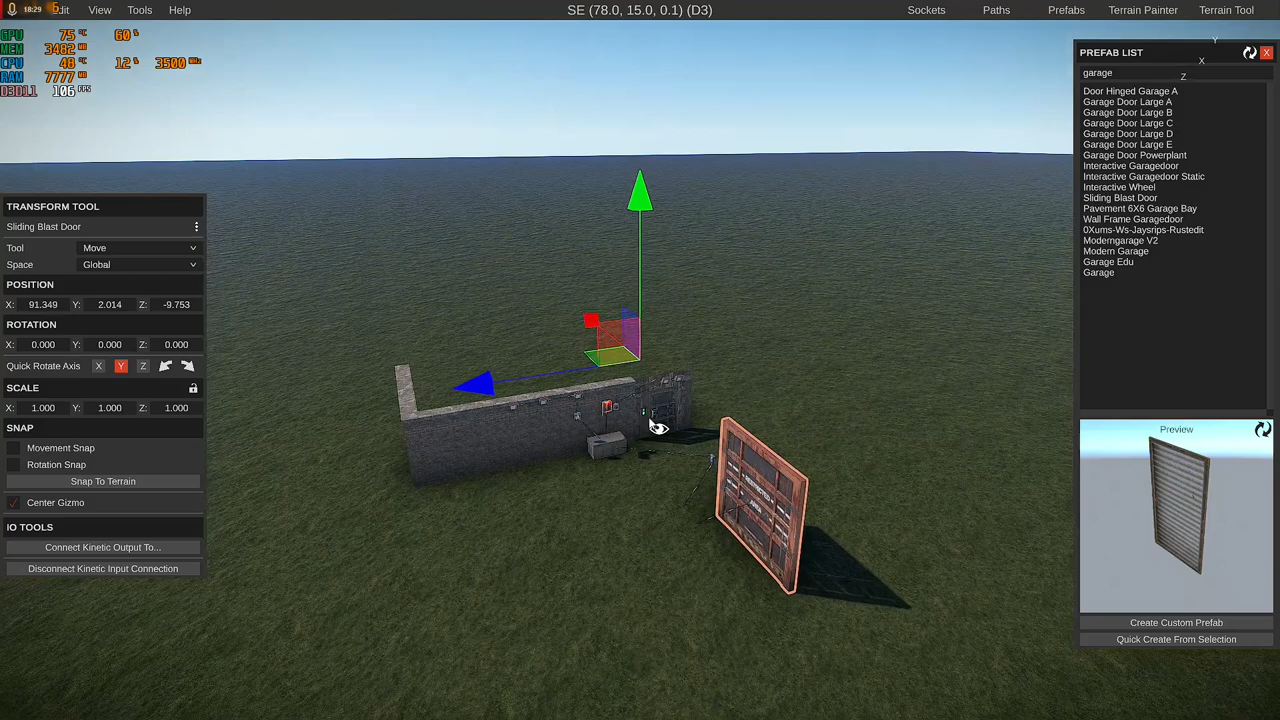 18:29
dit View Tools Help
SE (78.0, 15.0, 0.1) (D3)
Sockets Paths Prefabs Terrain Painter Terrain Tool
GPU 75 °C 60 %
MEM 3482 MB
CPU 48 °C 12 % 3500 MHz
RAM 7777 MB
D3D11 106 FPS
TRANSFORM TOOL
Sliding Blast Door
Tool Move
Space Global
POSITION
X: 91.349 Y: 2.014 Z: -9.753
ROTATION
X: 0.000 Y: 0.000 Z: 0.000
Quick Rotate Axis X Y Z
SCALE
X: 1.000 Y: 1.000 Z: 1.000
SNAP
Movement Snap
Rotation Snap
Snap To Terrain
Center Gizmo
IO TOOLS
Connect Kinetic Output To...
Disconnect Kinetic Input Connection
RESTRICTED
AREA
Y
X
Z
PREFAB LIST X
garage
Door Hinged Garage A
Garage Door Large A
Garage Door Large B
Garage Door Large C
Garage Door Large D
Garage Door Large E
Garage Door Powerplant
Interactive Garagedoor
Interactive Garagedoor Static
Interactive Wheel
Sliding Blast Door
Pavement 6X6 Garage Bay
Wall Frame Garagedoor
0Xums-Ws-Jaysrips-Rustedit
Moderngarage V2
Modern Garage
Garage Edu
Garage
Preview
Create Custom Prefab
Quick Create From Selection